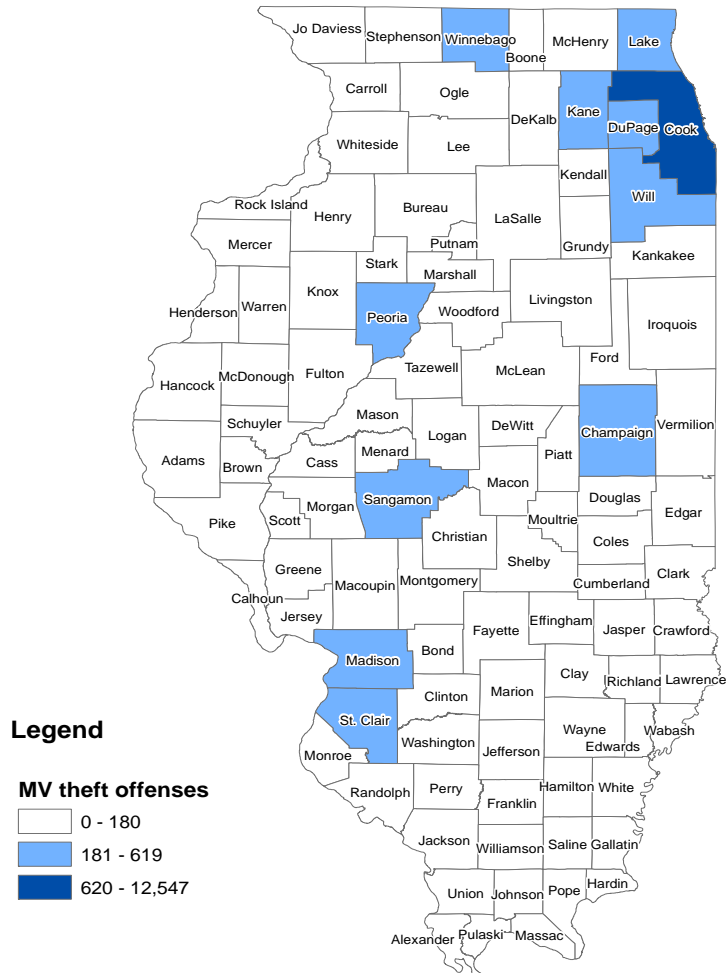 Jo Daviess
Stephenson
Winnebago
Boone
McHenry
Lake
Carroll
Ogle
DeKalb
Kane
DuPage
Cook
Whiteside
Lee
Kendall
Will
Rock Island
Henry
Bureau
LaSalle
Grundy
Mercer
Putnam
Kankakee
Stark
Marshall
Henderson
Warren
Knox
Peoria
Woodford
Livingston
Iroquois
Hancock
McDonough
Fulton
Tazewell
McLean
Ford
Mason
Schuyler
Logan
DeWitt
Champaign
Vermilion
Adams
Brown
Cass
Menard
Piatt
Macon
Sangamon
Douglas
Edgar
Pike
Scott
Morgan
Christian
Moultrie
Coles
Shelby
Greene
Macoupin
Montgomery
Cumberland
Clark
Calhoun
Jersey
Fayette
Effingham
Jasper
Crawford
Madison
Bond
Clay
Richland
Lawrence
Clinton
Marion
St. Clair
Washington
Wayne
Edwards
Wabash
Monroe
Jefferson
Randolph
Perry
Hamilton
White
Franklin
Jackson
Williamson
Saline
Gallatin
Union
Johnson
Pope
Hardin
Alexander
Pulaski
Massac
Legend
MV theft offenses
0 - 180
181 - 619
620 - 12,547